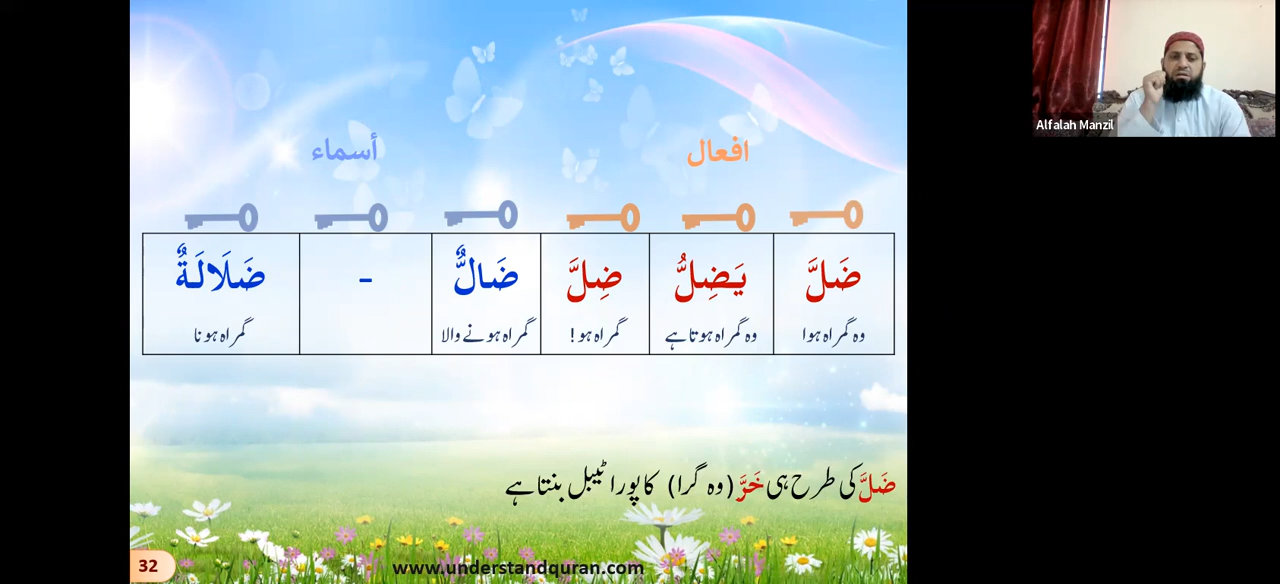 افعال أسماء
ضَلَّ يَضِلُّ ضِلَّ ضَالٌّ - ضَلَالَةٌ
وہ گمراہ ہوا وہ گمراہ ہوتا ہے گمراہ ہو! گمراہ ہونے والا گمراہ ہونا
ضَلَّ کی طرح ہی خَرَّ (وہ گرا) کا پورا ٹیبل بنتا ہے
32 www.understandquran.com
Alfalah Manzil